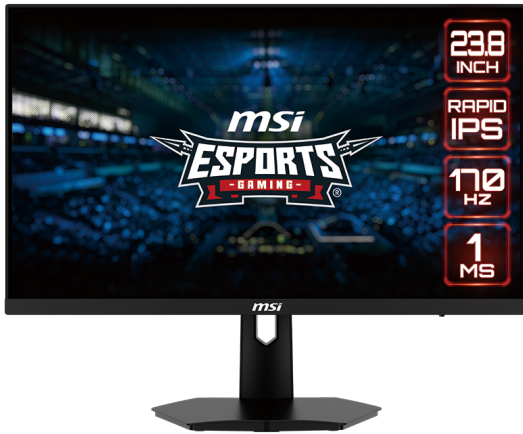 msi
ESPORTS
GAMING
®
23.8
INCH
RAPID
IPS
170
HZ
1
MS
msi